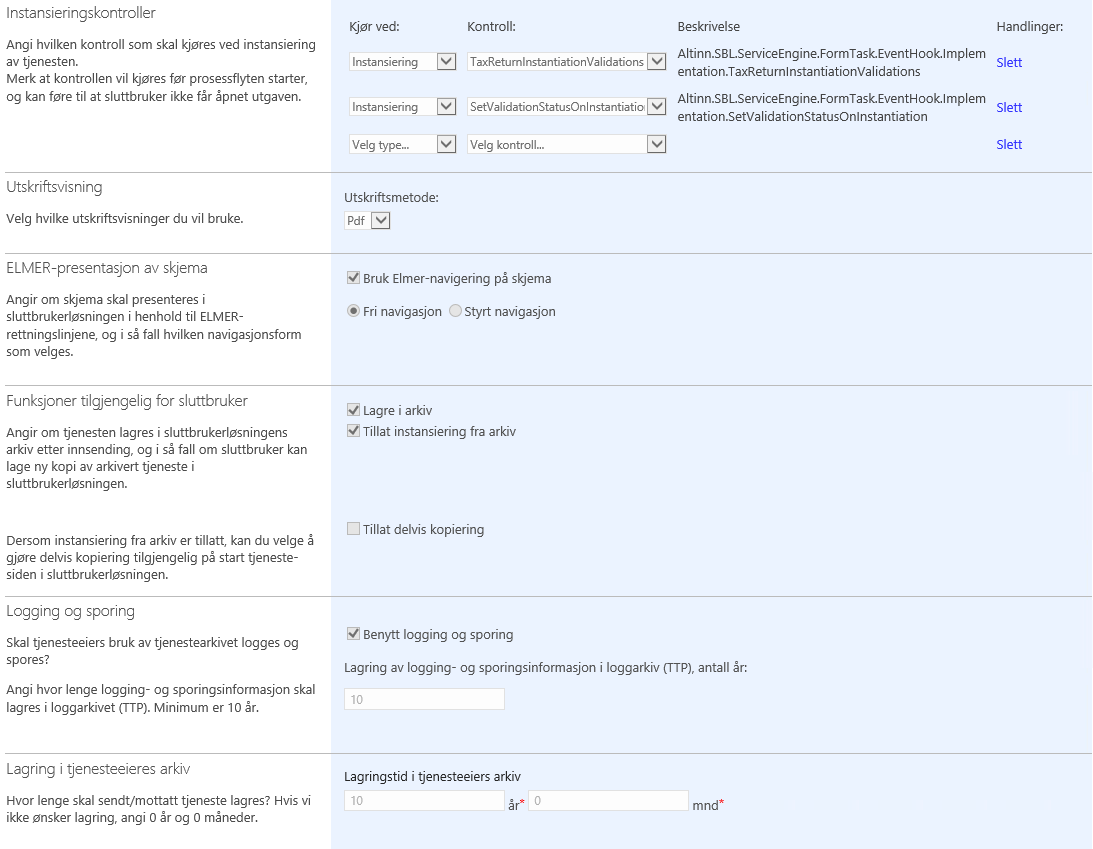 Instansieringkontroller
Angi hvilken kontroll som skal kjøres ved instansiering
av tjenesten.
Merk at kontrollen vil kjøres før prosessflyten starter,
og kan føre til at sluttbruker ikke får åpnet utgaven.
Kjør ved: Kontroll: Beskrivelse Handlinger:
Instansiering TaxReturnInstantiationValidations Altinn.SBL.ServiceEngine.FormTask.EventHook.Implem
entation.TaxReturnInstantiationValidations Slett
Instansiering SetValidationStatusOnInstantiation Altinn.SBL.ServiceEngine.FormTask.EventHook.Implem
entation.SetValidationStatusOnInstantiation Slett
Velg type... Velg kontroll... Slett
Utskriftsvisning
Velg hvilke utskriftsvisninger du vil bruke.
Utskriftsmetode:
Pdf
ELMER-presentasjon av skjema
Angir om skjema skal presenteres i
sluttbrukerløsningen i henhold til ELMER-
rettningslinjene, og i så fall hvilken navigasjonsform
som velges.
Bruk Elmer-navigering på skjema
Fri navigasjon Styrt navigasjon
Funksjoner tilgjengelig for sluttbruker
Angir om tjenesten lagres i sluttbrukerløsningens
arkiv etter innsending, og i så fall om sluttbruker kan
lage ny kopi av arkivert tjeneste i
sluttbrukerløsningen.
Lagre i arkiv
Tillat instansiering fra arkiv
Dersom instansiering fra arkiv er tillatt, kan du velge å
gjøre delvis kopiering tilgjengelig på start tjeneste-
siden i sluttbrukerløsningen.
Tillat delvis kopiering
Logging og sporing
Skal tjenesteeiers bruk av tjenestearkivet logges og
spores?
Angi hvor lenge logging- og sporingsinformasjon skal
lagres i loggarkivet (TTP). Minimum er 10 år.
Benytt logging og sporing
Lagring av logging- og sporingsinformasjon i loggarkiv (TTP), antall år:
10
Lagring i tjenesteeieres arkiv
Hvor lenge skal sendt/mottatt tjeneste lagres? Hvis vi
ikke ønsker lagring, angi 0 år og 0 måneder.
Lagringstid i tjenesteeiers arkiv
10 år* 0 mnd*